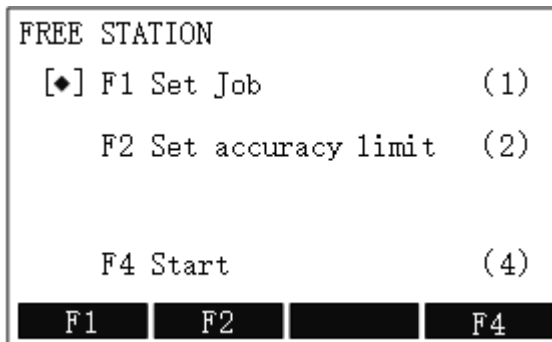 FREE STATION
[◆] F1 Set Job (1)
F2 Set accuracy limit (2)
F4 Start (4)
F1 F2 F4